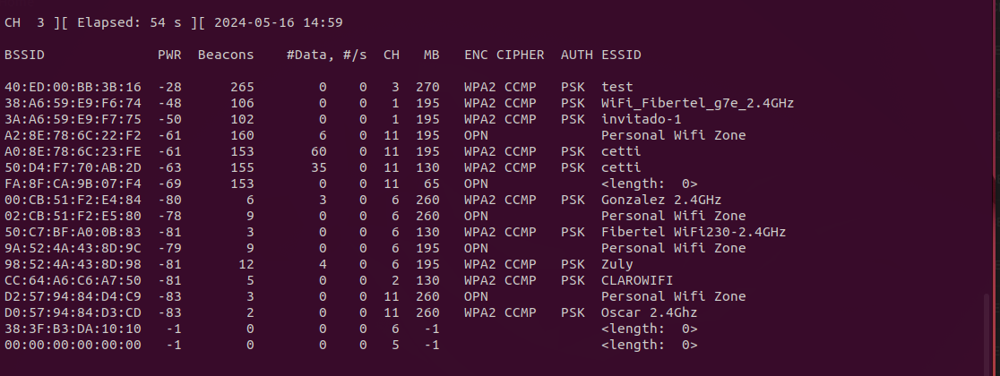 CH  3 ][ Elapsed: 54 s ][ 2024-05-16 14:59
BSSID              PWR  Beacons    #Data, #/s  CH   MB   ENC CIPHER  AUTH ESSID
40:ED:00:BB:3B:16  -28      265        0    0   3  270   WPA2 CCMP   PSK  test
38:A6:59:E9:F6:74  -48      106        0    0   1  195   WPA2 CCMP   PSK  WiFi_Fibertel_g7e_2.4GHz
3A:A6:59:E9:F7:75  -50      102        0    0   1  195   WPA2 CCMP   PSK  invitado-1
A2:8E:78:6C:22:F2  -61      160        6    0  11  195   OPN              Personal Wifi Zone
A0:8E:78:6C:23:FE  -61      153       60    0  11  195   WPA2 CCMP   PSK  cetti
50:D4:F7:70:AB:2D  -63      155       35    0  11  130   WPA2 CCMP   PSK  cetti
FA:8F:CA:9B:07:F4  -69      153        0    0  11   65   OPN              <length:  0>
00:CB:51:F2:E4:84  -80        6        3    0   6  260   WPA2 CCMP   PSK  Gonzalez 2.4GHz
02:CB:51:F2:E5:80  -78        9        0    0   6  260   OPN              Personal Wifi Zone
50:C7:BF:A0:0B:83  -81        3        0    0   6  130   WPA2 CCMP   PSK  Fibertel WiFi230-2.4GHz
9A:52:4A:43:8D:9C  -79        9        0    0   6  195   OPN              Personal Wifi Zone
98:52:4A:43:8D:98  -81       12        4    0   6  195   WPA2 CCMP   PSK  Zuly
CC:64:A6:C6:A7:50  -81        5        0    0   2  130   WPA2 CCMP   PSK  CLAROWIFI
D2:57:94:84:D4:C9  -83        3        0    0  11  260   OPN              Personal Wifi Zone
D0:57:94:84:D3:CD  -83        2        0    0  11  260   WPA2 CCMP   PSK  Oscar 2.4Ghz
38:3F:B3:DA:10:10   -1        0        0    0   6   -1                    <length:  0>
00:00:00:00:00:00   -1        0        0    0   5   -1                    <length:  0>